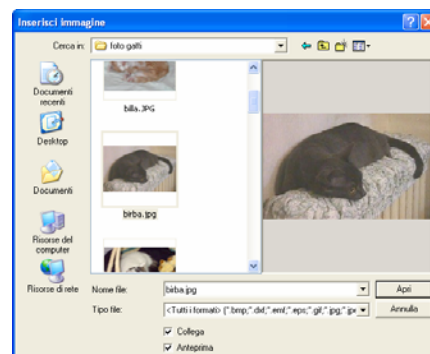 Inserisci immagine
Cerca in:
foto gatti
Documenti
recenti
Desktop
Documenti
Risorse del
computer
Risorse di rete
billa.JPG
birba.jpg
Nome file:
birba.jpg
Apri
Tipo file:
<Tutti i formati> (*.bmp;*.dxf;*.emf;*.eps;*.gif;*.jpg;*.jpe
Annulla
Collega
Anteprima